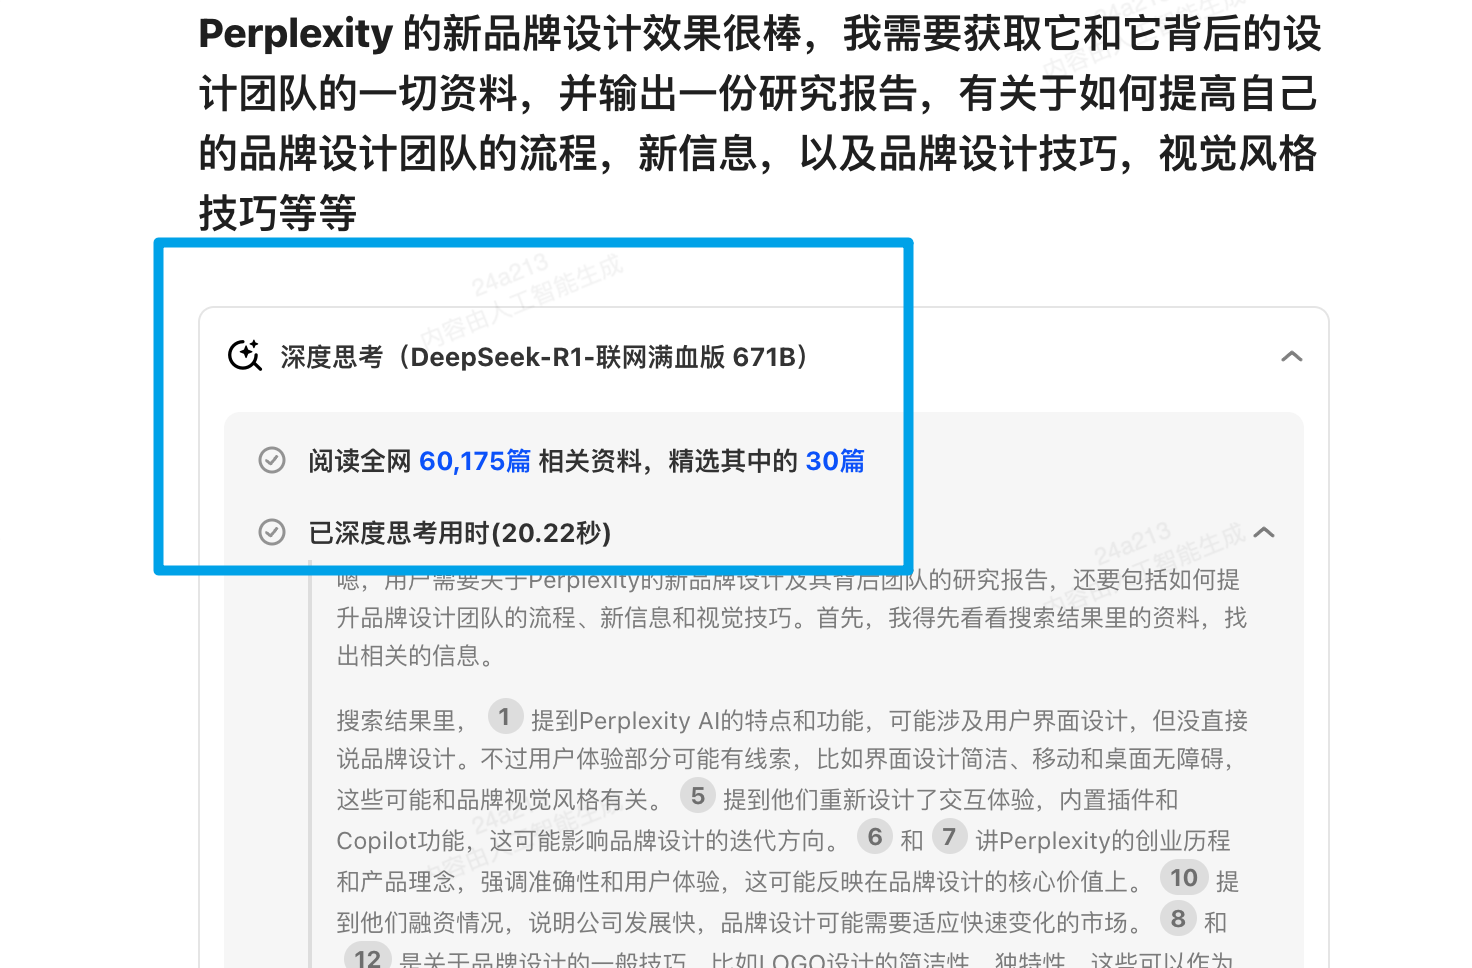 Perplexity 的新品牌设计效果很棒，我需要获取它和它背后的设
计团队的一切资料，并输出一份研究报告，有关于如何提高自己
的品牌设计团队的流程，新信息，以及品牌设计技巧，视觉风格
技巧等等
24a213
内容由人工智能生成
深度思考（DeepSeek-R1-联网满血版 671B）
阅读全网 60,175篇 相关资料，精选其中的 30篇
已深度思考用时(20.22秒)
嗯，用户需要关于Perplexity的新品牌设计及其背后团队的研究报告，还要包括如何提
升品牌设计团队的流程、新信息和视觉技巧。首先，我得先看看搜索结果里的资料，找
出相关的信息。
搜索结果里， 1 提到Perplexity AI的特点和功能，可能涉及用户界面设计，但没直接
说品牌设计。不过用户体验部分可能有线索，比如界面设计简洁、移动和桌面无障碍，
这些可能和品牌视觉风格有关。 5 提到他们重新设计了交互体验，内置插件和
Copilot功能，这可能影响品牌设计的迭代方向。 6 和 7 讲Perplexity的创业历程
和产品理念，强调准确性和用户体验，这可能反映在品牌设计的核心价值上。 10 提
到他们融资情况，说明公司发展快，品牌设计可能需要适应快速变化的市场。 8 和
12 是关于品牌设计的一般技巧，比如LOGO设计的简洁性、独特性，这些可以作为